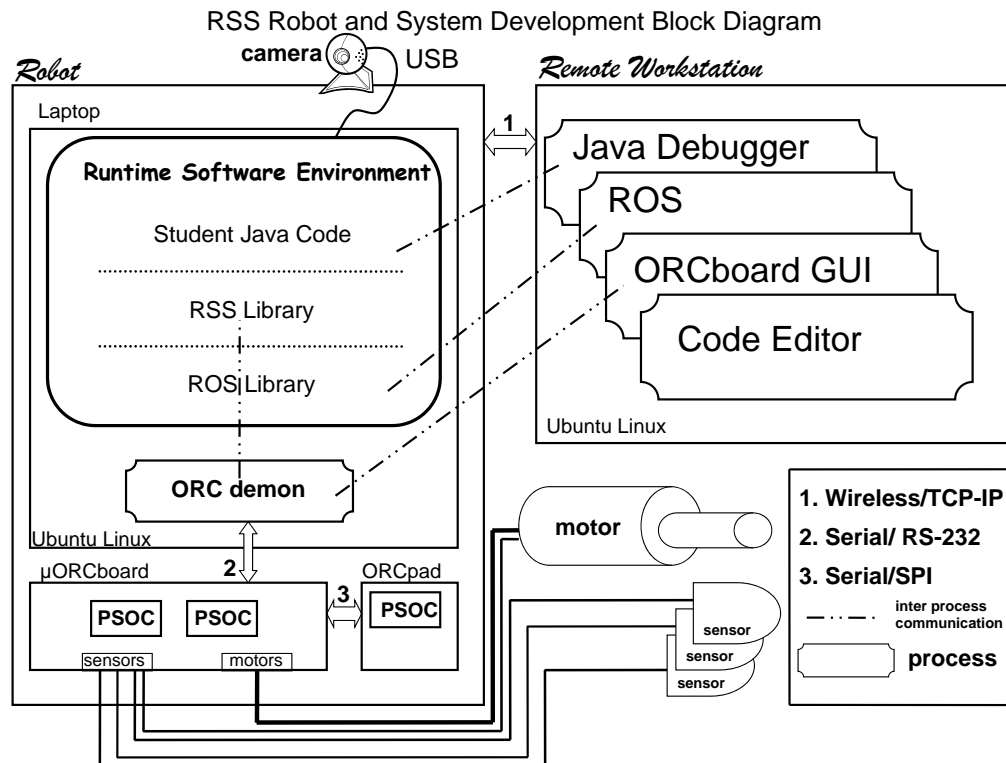 RSS Robot and System Development Block Diagram
camera
USB
Robot
Laptop
Runtime Software Environment
Student Java Code
RSS Library
ROS Library
ORC demon
Ubuntu Linux
2
µORCboard
PSOC
PSOC
sensors
motors
3
ORCpad
PSOC
1
Remote Workstation
Java Debugger
ROS
ORCboard GUI
Code Editor
Ubuntu Linux
motor
sensor
sensor
sensor
1. Wireless/TCP-IP
2. Serial/ RS-232
3. Serial/SPI
inter process
communication
process